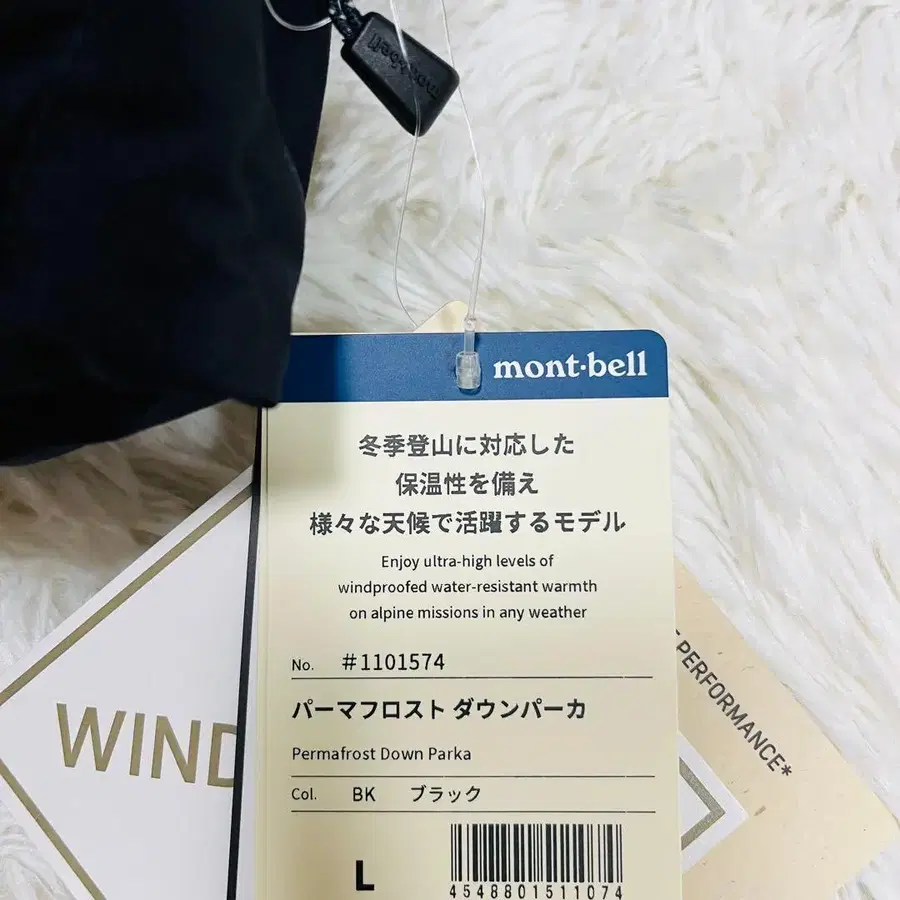 mont·bell
mont·bell
冬季登山に対応した
保温性を備え
様々な天候で活躍するモデル
Enjoy ultra-high levels of
windproofed water-resistant warmth
on alpine missions in any weather
No. #1101574
パーマフロスト ダウンパーカ
Permafrost Down Parka
Col. BK ブラック
L
4548801511074
WIND
PERFORMANCE*